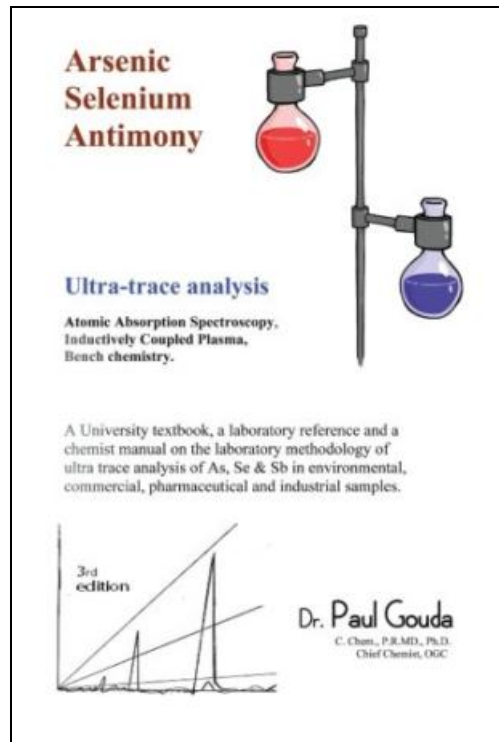 Arsenic
Selenium
Antimony
Ultra-trace analysis
Atomic Absorption Spectroscopy,
Inductively Coupled Plasma,
Bench chemistry.
A University textbook, a laboratory reference and a
chemist manual on the laboratory methodology of
ultra trace analysis of As, Se & Sb in environmental,
commercial, pharmaceutical and industrial samples.
3rd
edition
Dr. Paul Gouda
C. Chem., P.R.MD., Ph.D.
Chief Chemist, OGC